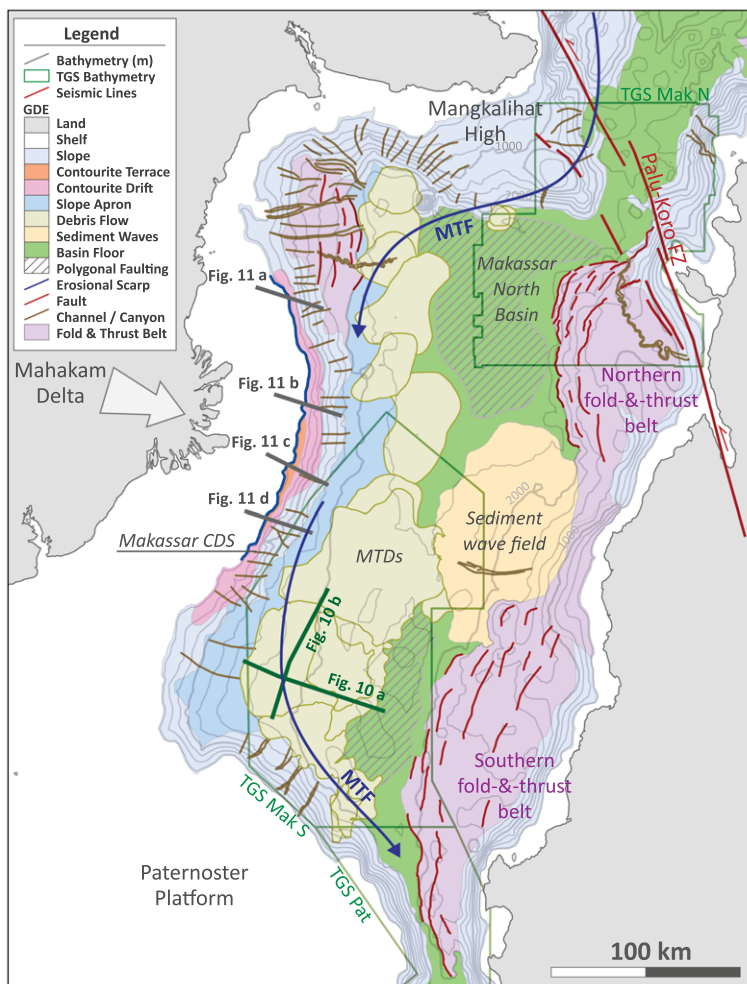 Legend
Bathymetry (m)
TGS Bathymetry
Seismic Lines
GDE
Land
Shelf
Slope
Contourite Terrace
Contourite Drift
Slope Apron
Debris Flow
Sediment Waves
Basin Floor
Polygonal Faulting
Erosional Scarp
Fault
Channel / Canyon
Fold & Thrust Belt
Mangkalihat
High
1000
TGS Mak N
Palu-Koro FZ
MTF
Makassar
North
Basin
Fig. 11 a
Mahakam
Delta
Fig. 11 b
Northern
fold-&-thrust
belt
Fig. 11 c
Fig. 11 d
2000
1000
Sediment
wave field
Makassar CDS
MTDs
Fig. 10 b
Fig. 10 a
Southern
fold-&-thrust
belt
MTF
TGS Mak S
TGS Pat
Paternoster
Platform
100 km